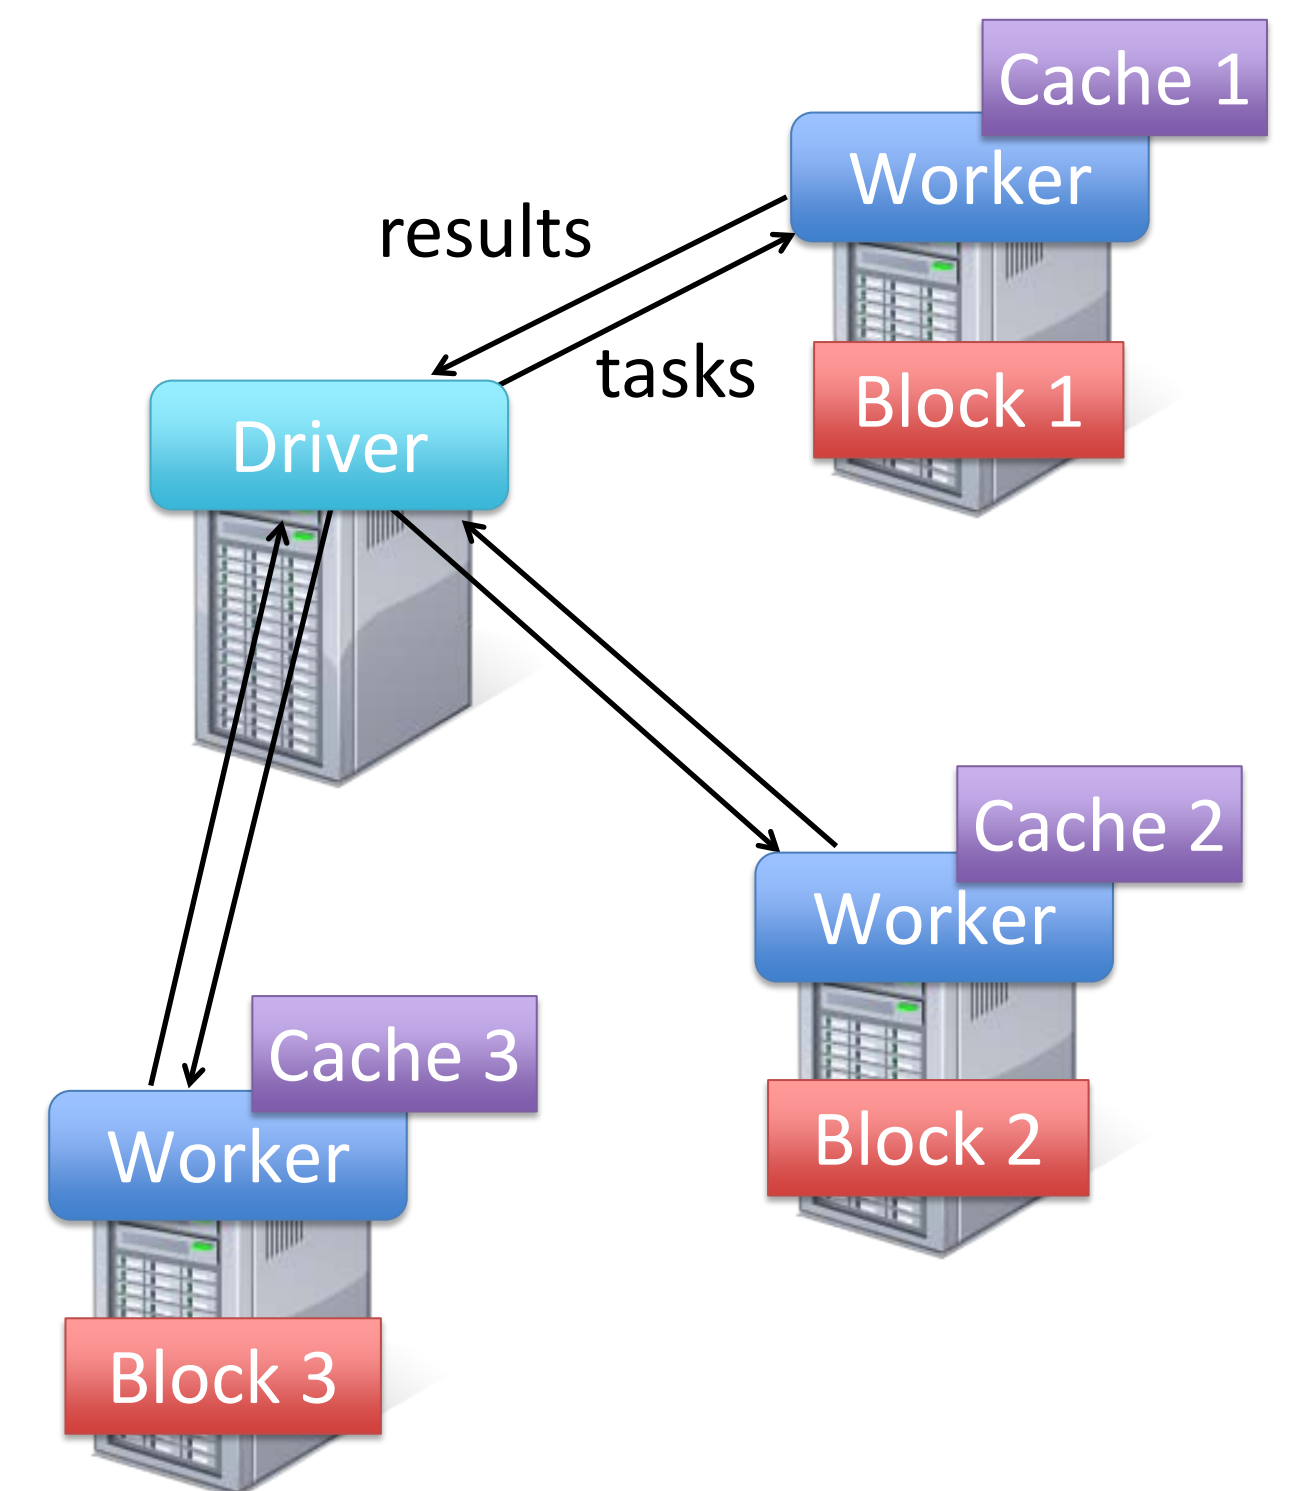 Cache 1
Worker
results
tasks
Block 1
Driver
Cache 2
Worker
Block 2
Cache 3
Worker
Block 3